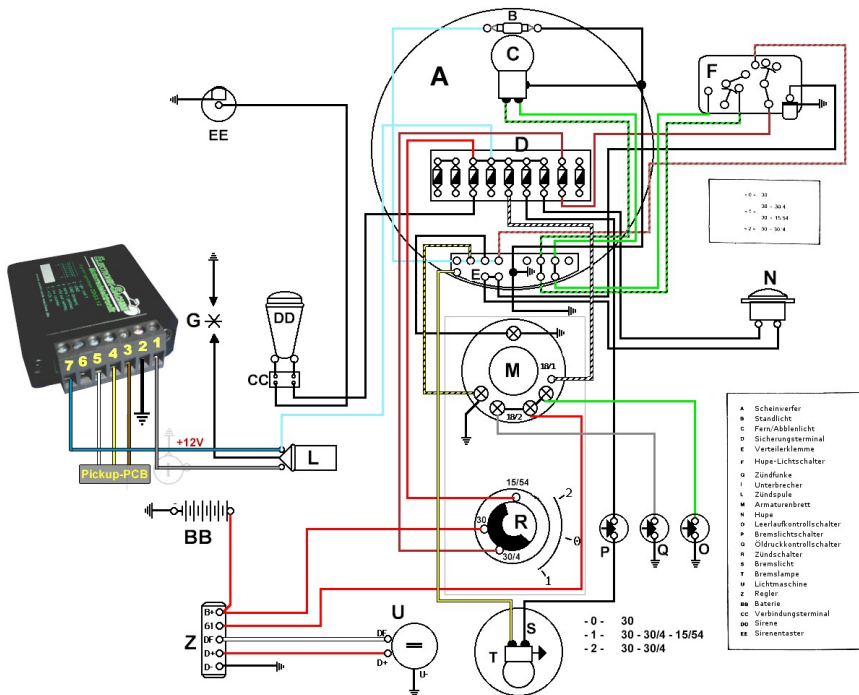 B
C
A
F
EE
D
- 0 - 30
30 - 30/4
- 1 -
30 - 15/54
- 2 - 30 - 30/4
E
N
G
DD
CC
7 6 5 4 3 2 1
M
18/1
18/2
+12V
Pickup-PCB
L
A Scheinverfer
B Standlicht
C Fern/Abblenlicht
D Sicherungsterminal
E Verteilerklemme
F Hupe-Lichtschalter
G Zündfunke
I Unterbrecher
L Zündspule
M Armaturenbrett
N Hupe
O Leerlaufkontrollschalter
P Bremslichtschalter
Q Öldruckkontrollschalter
R Zündschalter
S Bremslicht
T Bremslampe
U Lichtmaschine
Z Regler
BB Baterie
CC Verbindungsterminal
DD Sirene
EE Sirenentaster
15/54
2
30
R
-0
30/4
1
BB
P Q O
B+
61
DF
D+
D-
Z
U
DF
D+
U-
S
T
- 0 - 30
- 1 - 30 - 30/4 - 15/54
- 2 - 30 - 30/4